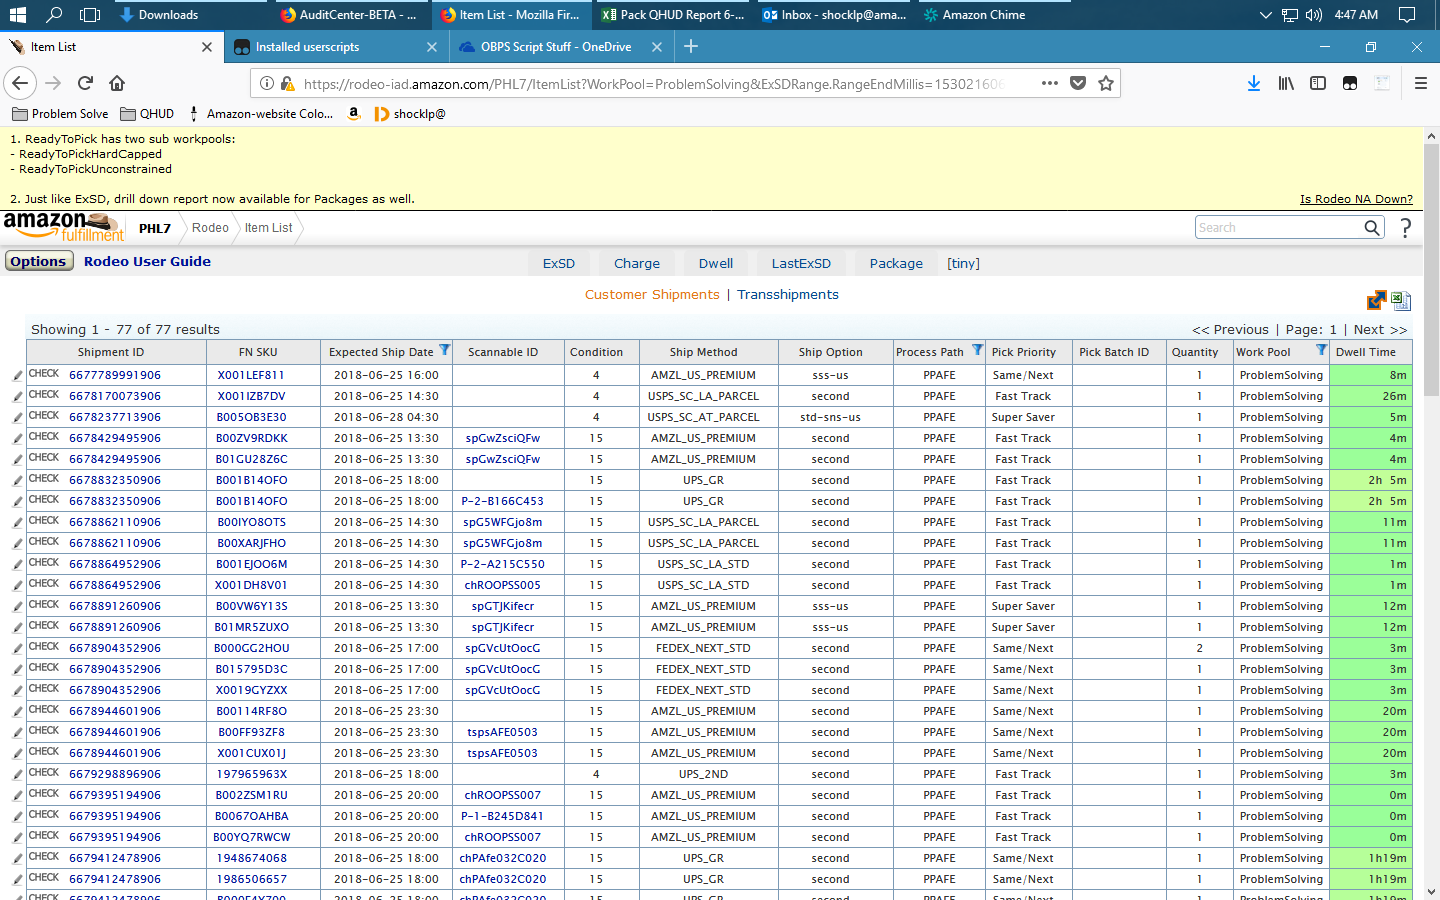 Downloads
AuditCenter-BETA - ...
Item List - Mozilla Fir...
Pack QHUD Report 6-...
Inbox - shocklp@ama...
Amazon Chime
4:47 AM
Item List
Installed userscripts
OBPS Script Stuff - OneDrive
https://rodeo-iad.amazon.com/PHL7/ItemList?WorkPool=ProblemSolving&ExSDRange.RangeEndMillis=153021606
Problem Solve QHUD Amazon-website Colo... shocklp@
1. ReadyToPick has two sub workpools:
- ReadyToPickHardCapped
- ReadyToPickUnconstrained
2. Just like ExSD, drill down report now available for Packages as well. Is Rodeo NA Down?
amazon fulfillment PHL7 Rodeo Item List Search ?
Options Rodeo User Guide ExSD Charge Dwell LastExSD Package [tiny]
Customer Shipments | Transshipments
Showing 1 - 77 of 77 results << Previous | Page: 1 | Next >>
Shipment ID FN SKU Expected Ship Date Scannable ID Condition Ship Method Ship Option Process Path Pick Priority Pick Batch ID Quantity Work Pool Dwell Time
CHECK 6677789991906 X001LEF811 2018-06-25 16:00 4 AMZL_US_PREMIUM sss-us PPAFE Same/Next 1 ProblemSolving 8m
CHECK 6678170073906 X001IZB7DV 2018-06-25 14:30 4 USPS_SC_LA_PARCEL second PPAFE Fast Track 1 ProblemSolving 26m
CHECK 6678237713906 B005OB3E30 2018-06-28 04:30 4 USPS_SC_AT_PARCEL std-sns-us PPAFE Super Saver 1 ProblemSolving 5m
CHECK 6678429495906 B00ZV9RDKK 2018-06-25 13:30 spGwZsciQFw 15 AMZL_US_PREMIUM second PPAFE Fast Track 1 ProblemSolving 4m
CHECK 6678429495906 B01GU28Z6C 2018-06-25 13:30 spGwZsciQFw 15 AMZL_US_PREMIUM second PPAFE Fast Track 1 ProblemSolving 4m
CHECK 6678832350906 B001B14OFO 2018-06-25 18:00 15 UPS_GR second PPAFE Fast Track 1 ProblemSolving 2h 5m
CHECK 6678832350906 B001B14OFO 2018-06-25 18:00 P-2-B166C453 15 UPS_GR second PPAFE Fast Track 1 ProblemSolving 2h 5m
CHECK 6678862110906 B00IYO8OTS 2018-06-25 14:30 spG5WFGjo8m 15 USPS_SC_LA_PARCEL second PPAFE Fast Track 1 ProblemSolving 11m
CHECK 6678862110906 B00XARJFHO 2018-06-25 14:30 spG5WFGjo8m 15 USPS_SC_LA_PARCEL second PPAFE Fast Track 1 ProblemSolving 11m
CHECK 6678864952906 B001EJOO6M 2018-06-25 14:30 P-2-A215C550 15 USPS_SC_LA_STD second PPAFE Fast Track 1 ProblemSolving 1m
CHECK 6678864952906 X001DH8V01 2018-06-25 14:30 chROOPSS005 15 USPS_SC_LA_STD second PPAFE Fast Track 1 ProblemSolving 1m
CHECK 6678891260906 B00VW6Y13S 2018-06-25 13:30 spGTJKifecr 15 AMZL_US_PREMIUM sss-us PPAFE Super Saver 1 ProblemSolving 12m
CHECK 6678891260906 B01MR5ZUXO 2018-06-25 13:30 spGTJKifecr 15 AMZL_US_PREMIUM sss-us PPAFE Super Saver 1 ProblemSolving 12m
CHECK 6678904352906 B000GG2HOU 2018-06-25 17:00 spGVcUtOocG 15 FEDEX_NEXT_STD second PPAFE Same/Next 2 ProblemSolving 3m
CHECK 6678904352906 B015795D3C 2018-06-25 17:00 spGVcUtOocG 15 FEDEX_NEXT_STD second PPAFE Same/Next 1 ProblemSolving 3m
CHECK 6678904352906 X0019GYZXX 2018-06-25 17:00 spGVcUtOocG 15 FEDEX_NEXT_STD second PPAFE Same/Next 1 ProblemSolving 3m
CHECK 6678944601906 B00114RF8O 2018-06-25 23:30 15 AMZL_US_PREMIUM second PPAFE Same/Next 1 ProblemSolving 20m
CHECK 6678944601906 B00FF93ZF8 2018-06-25 23:30 tspsAFE0503 15 AMZL_US_PREMIUM second PPAFE Same/Next 1 ProblemSolving 20m
CHECK 6678944601906 X001CUX01J 2018-06-25 23:30 tspsAFE0503 15 AMZL_US_PREMIUM second PPAFE Same/Next 1 ProblemSolving 20m
CHECK 6679298896906 197965963X 2018-06-25 18:00 4 UPS_2ND second PPAFE Fast Track 1 ProblemSolving 3m
CHECK 6679395194906 B002ZSM1RU 2018-06-25 20:00 chROOPSS007 15 AMZL_US_PREMIUM second PPAFE Fast Track 1 ProblemSolving 0m
CHECK 6679395194906 B0067OAHBA 2018-06-25 20:00 P-1-B245D841 15 AMZL_US_PREMIUM second PPAFE Fast Track 1 ProblemSolving 0m
CHECK 6679395194906 B00YQ7RWCW 2018-06-25 20:00 chROOPSS007 15 AMZL_US_PREMIUM second PPAFE Fast Track 1 ProblemSolving 0m
CHECK 6679412478906 1948674068 2018-06-25 18:00 chPAfe032C020 15 UPS_GR second PPAFE Same/Next 1 ProblemSolving 1h19m
CHECK 6679412478906 1986506657 2018-06-25 18:00 chPAfe032C020 15 UPS_GR second PPAFE Same/Next 1 ProblemSolving 1h19m